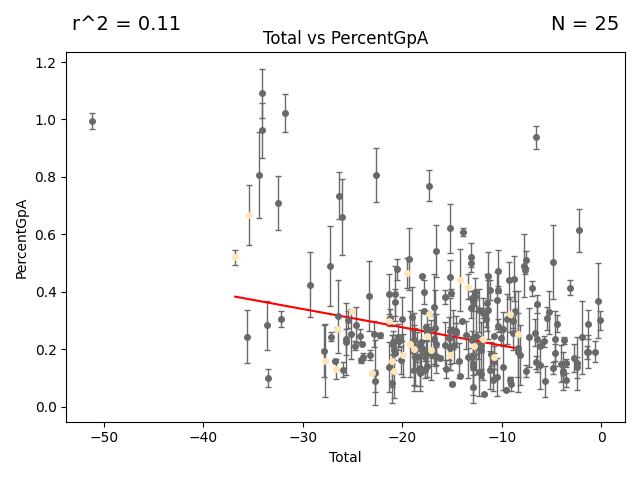 r^2 = 0.11
N = 25
Total vs PercentGpA
1.2
1.0
0.8
0.6
0.4
0.2
0.0
PercentGpA
−50
−40
−30
−20
−10
0
Total